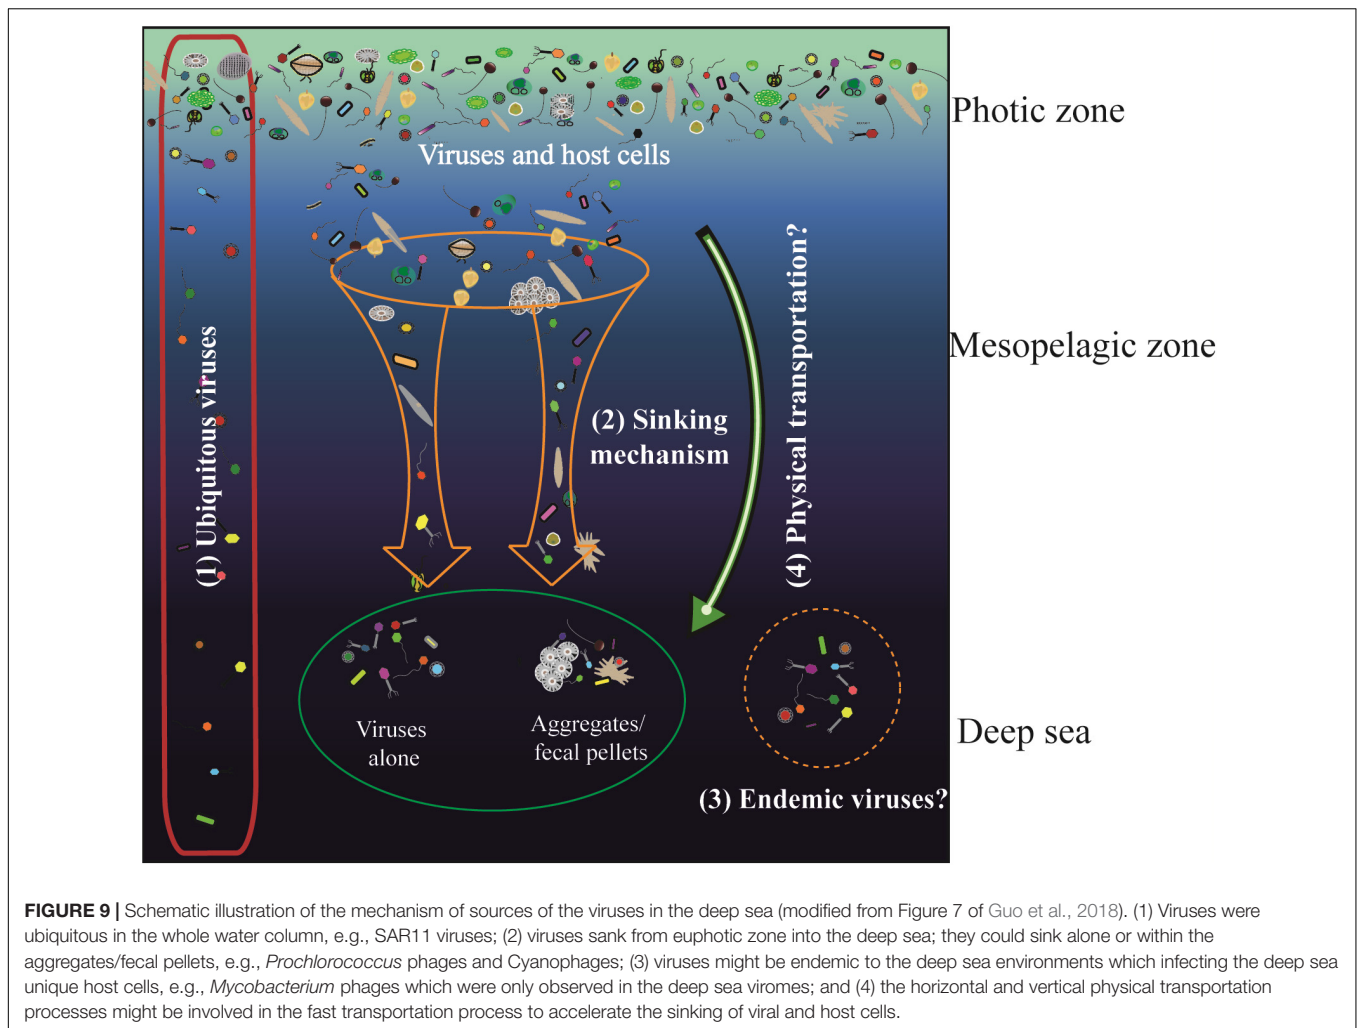 Photic zone
Viruses and host cells
Mesopelagic zone
(1) Ubiquitous viruses
(2) Sinking
mechanism
(4) Physical transportation?
Viruses
alone
Aggregates/
fecal pellets
Deep sea
(3) Endemic viruses?
FIGURE 9 | Schematic illustration of the mechanism of sources of the viruses in the deep sea (modified from Figure 7 of Guo et al., 2018). (1) Viruses were
ubiquitous in the whole water column, e.g., SAR11 viruses; (2) viruses sank from euphotic zone into the deep sea; they could sink alone or within the
aggregates/fecal pellets, e.g., Prochlorococcus phages and Cyanophages; (3) viruses might be endemic to the deep sea environments which infecting the deep sea
unique host cells, e.g., Mycobacterium phages which were only observed in the deep sea viromes; and (4) the horizontal and vertical physical transportation
processes might be involved in the fast transportation process to accelerate the sinking of viral and host cells.